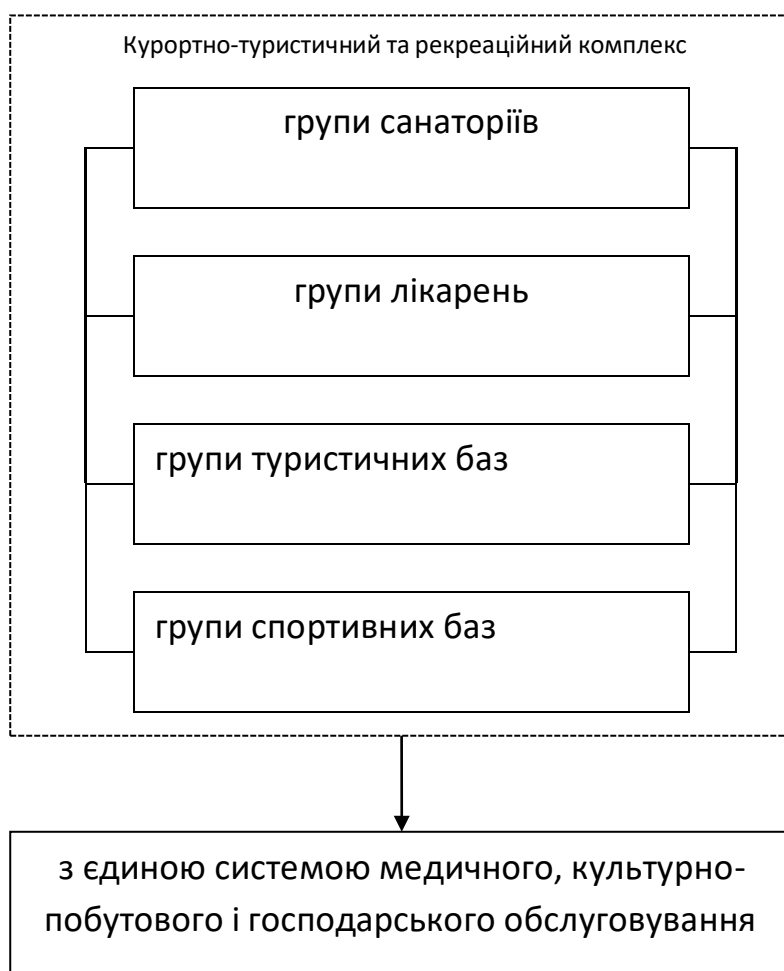 Курортно-туристичний та рекреаційний комплекс
групи санаторіїв
групи лікарень
групи туристичних баз
групи спортивних баз
з єдиною системою медичного, культурно-
побутового і господарського обслуговування